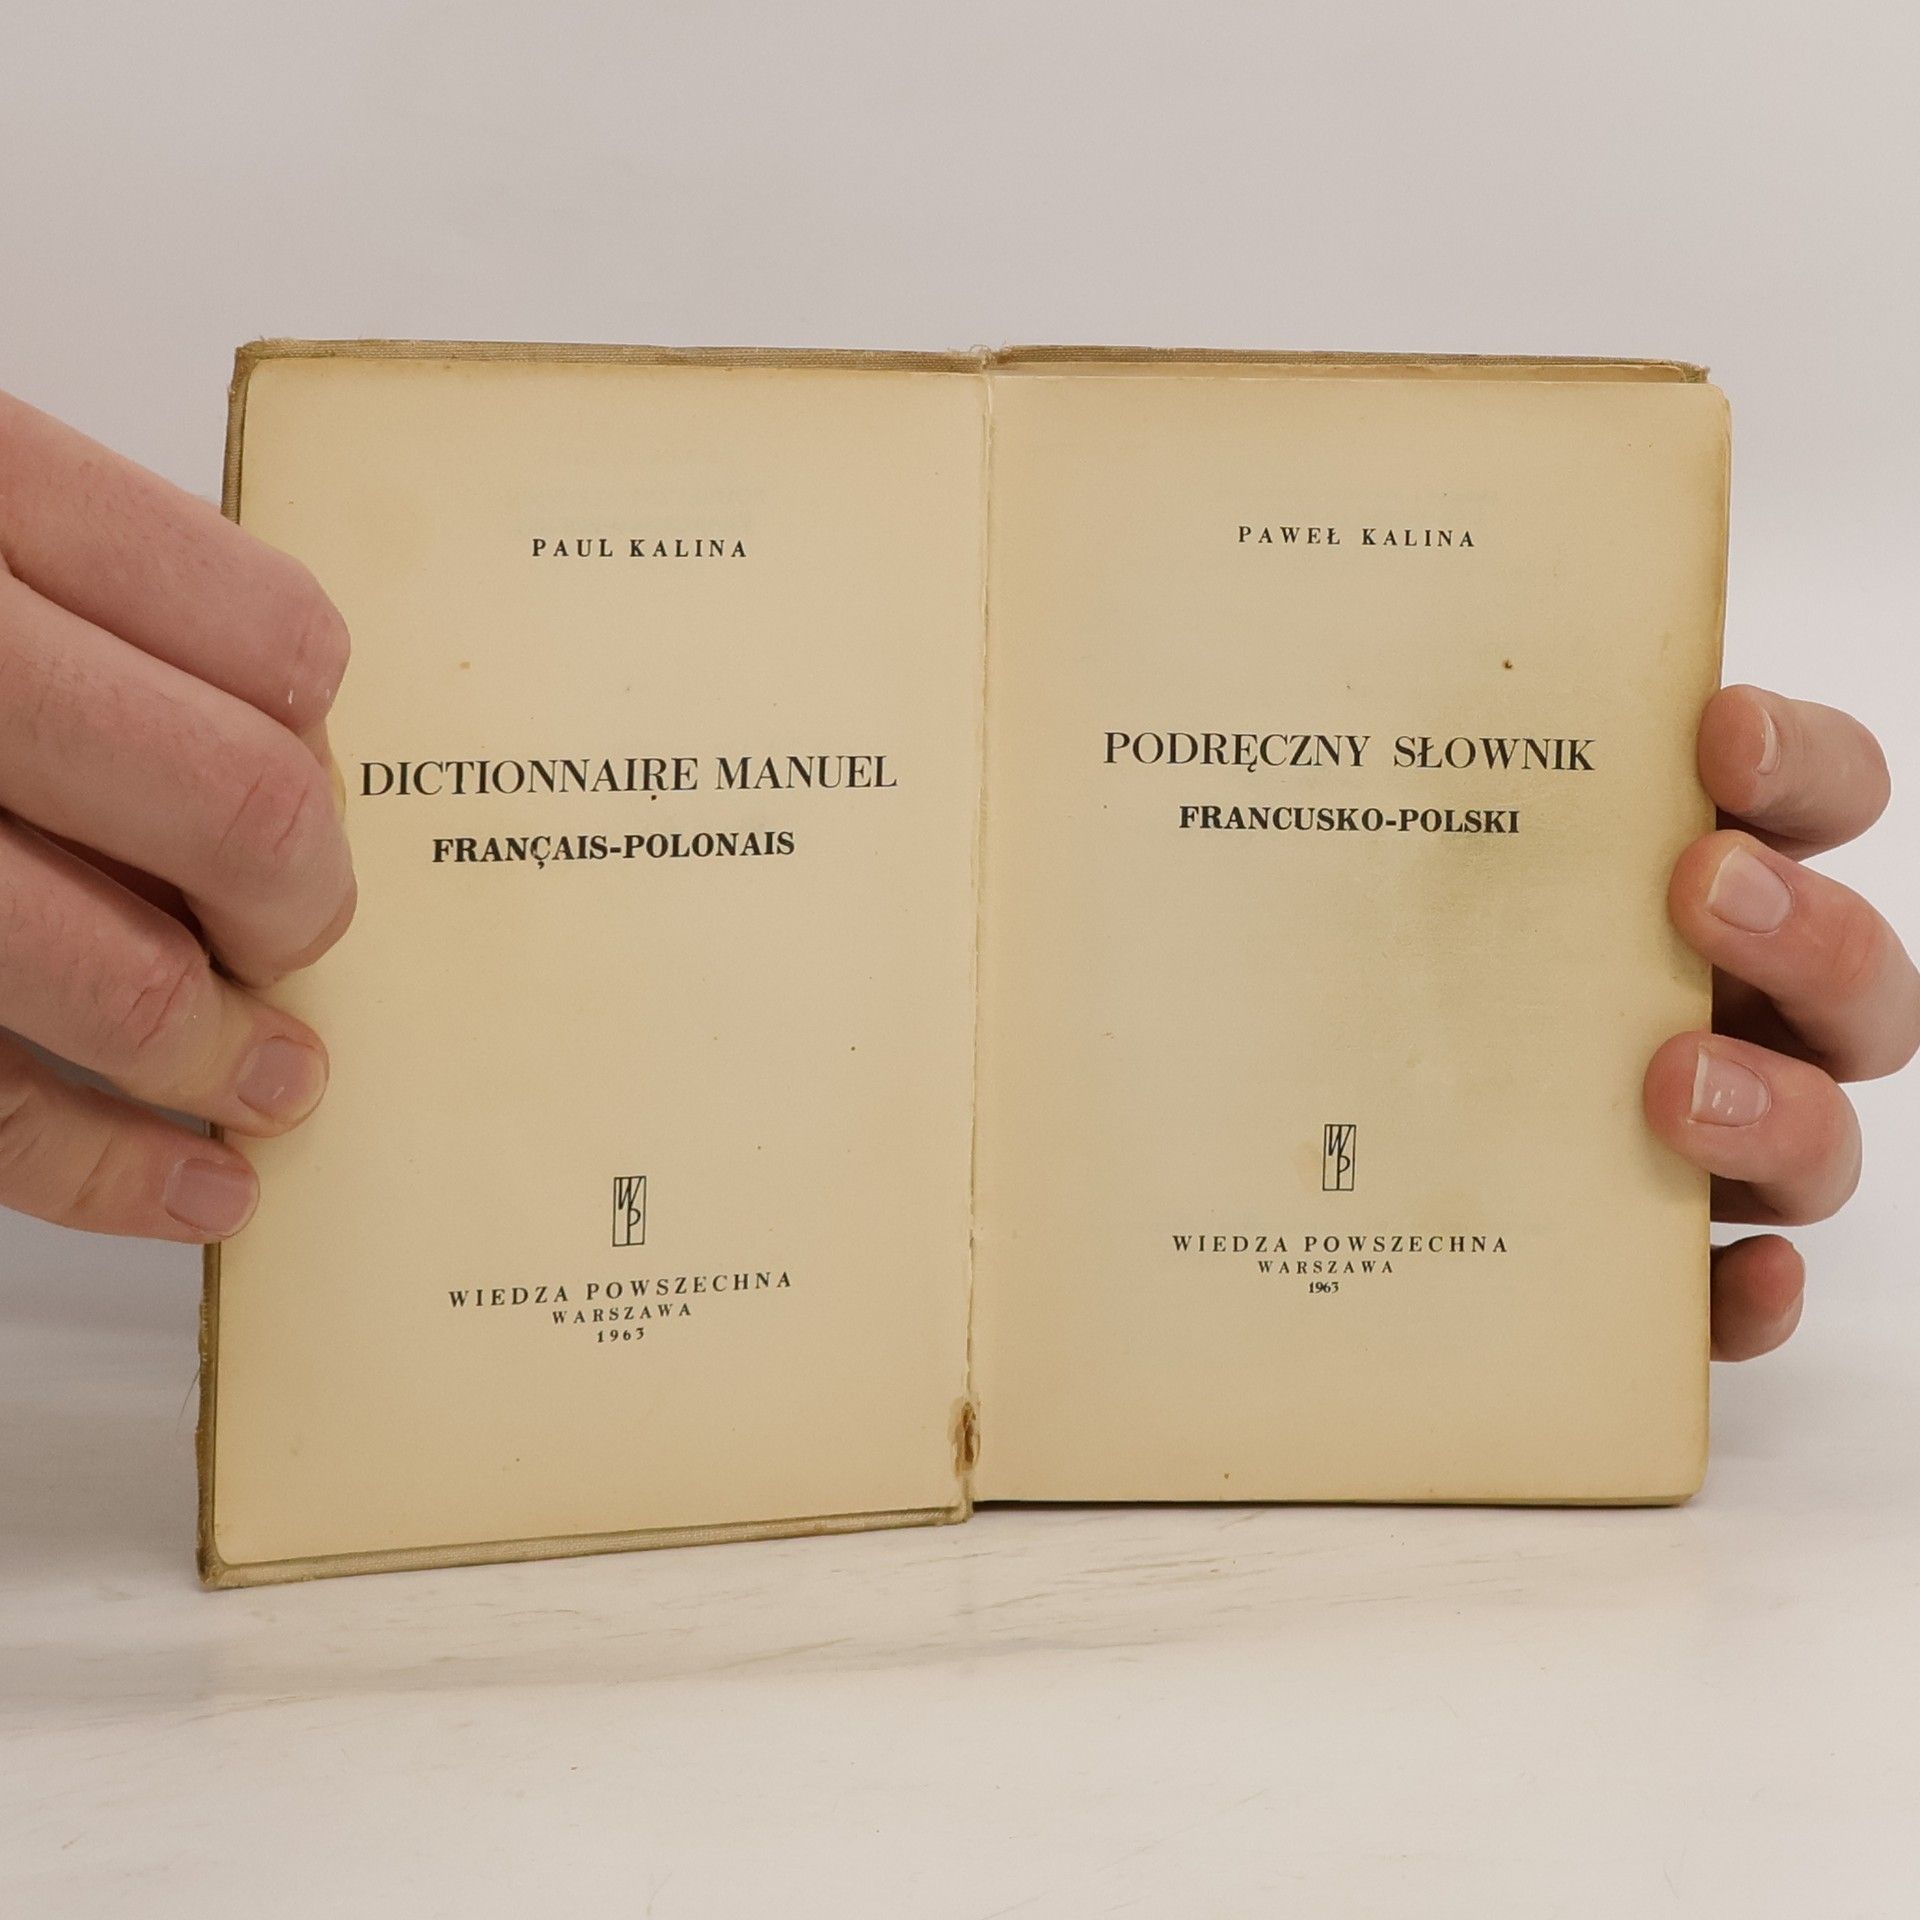 PAUL KALINA
DICTIONNAIRE MANUEL
FRANÇAIS-POLONAIS
WP
WIEDZA POWSZECHNA
WARSZAWA
1963
PAWEŁ KALINA
PODRĘCZNY SŁOWNIK
FRANCUSKO-POLSKI
WP
WIEDZA POWSZECHNA
WARSZAWA
1963